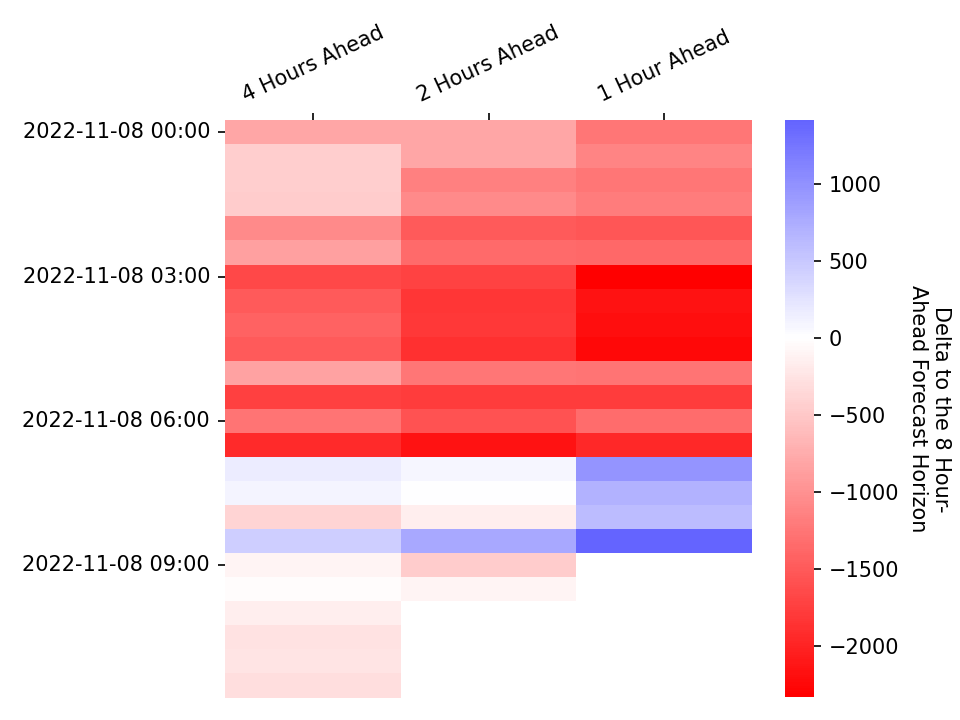 4 Hours Ahead
2 Hours Ahead
1 Hour Ahead
2022-11-08 00:00
2022-11-08 03:00
2022-11-08 06:00
2022-11-08 09:00
1000
500
0
−500
−1000
−1500
−2000
Delta to the 8 Hour-
Ahead Forecast Horizon